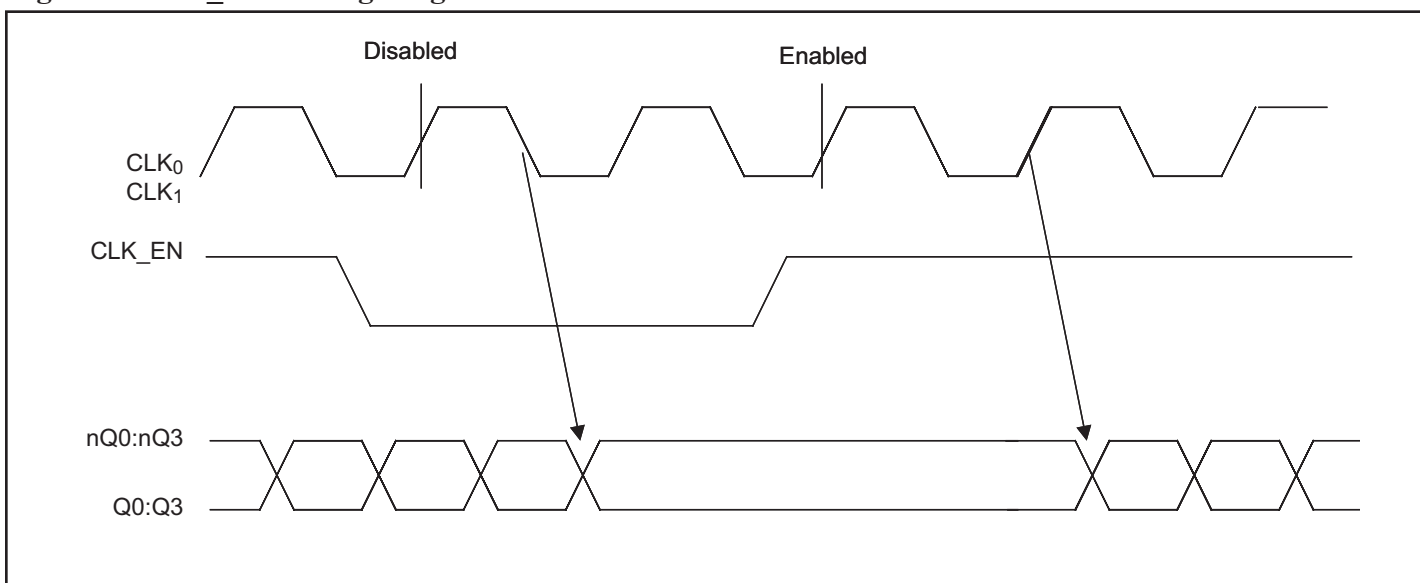 Disabled
Enabled
CLK0
CLK1
CLK_EN
nQ0:nQ3
Q0:Q3